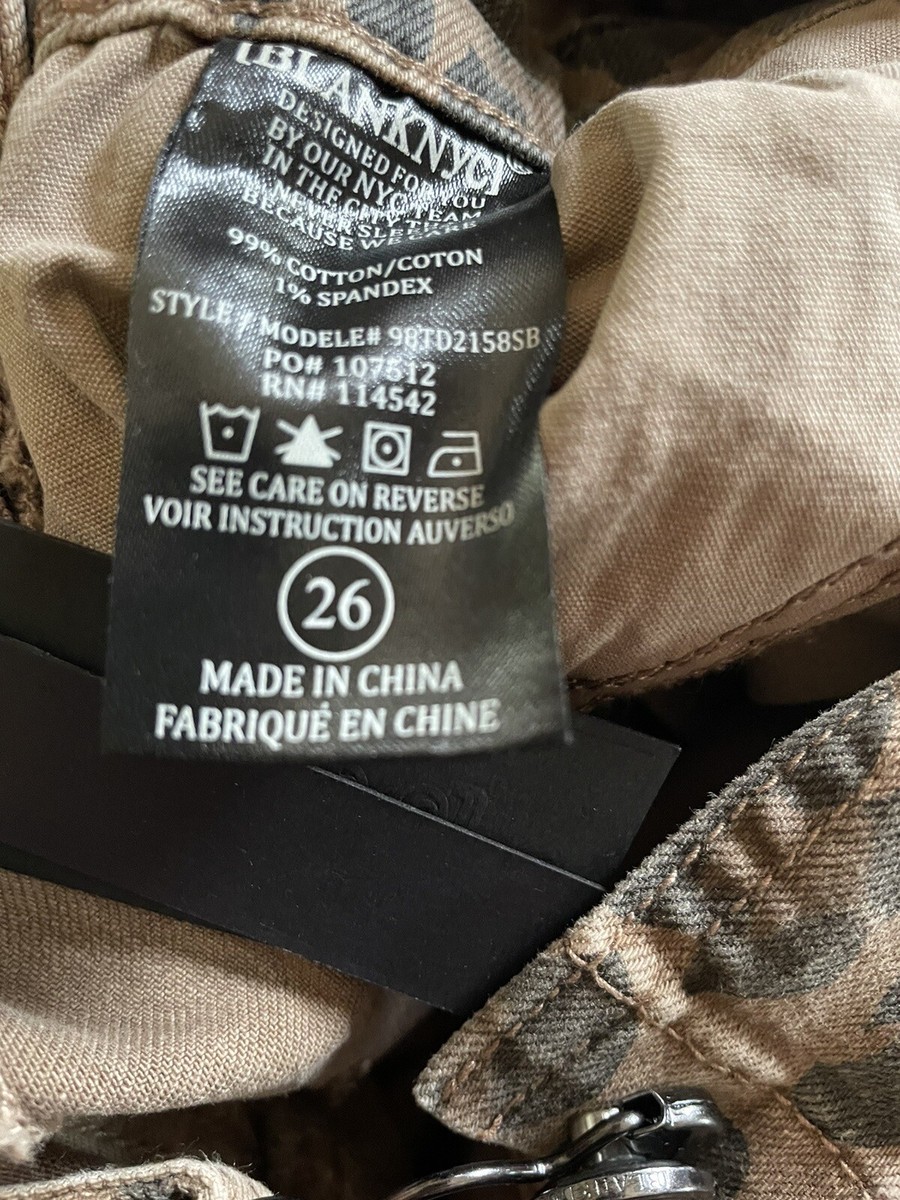 [BLANKNYC]®
DESIGNED FOR YOU
BY OUR NYC TEAM
IN THE CITY THAT
NEVER SLEEPS
BECAUSE WE CARE
99% COTTON/COTON
1% SPANDEX
STYLE / MODELE# 98TD2158SB
PO# 107512
RN# 114542
SEE CARE ON REVERSE
VOIR INSTRUCTION AUVERSO
26
MADE IN CHINA
FABRIQUÉ EN CHINE